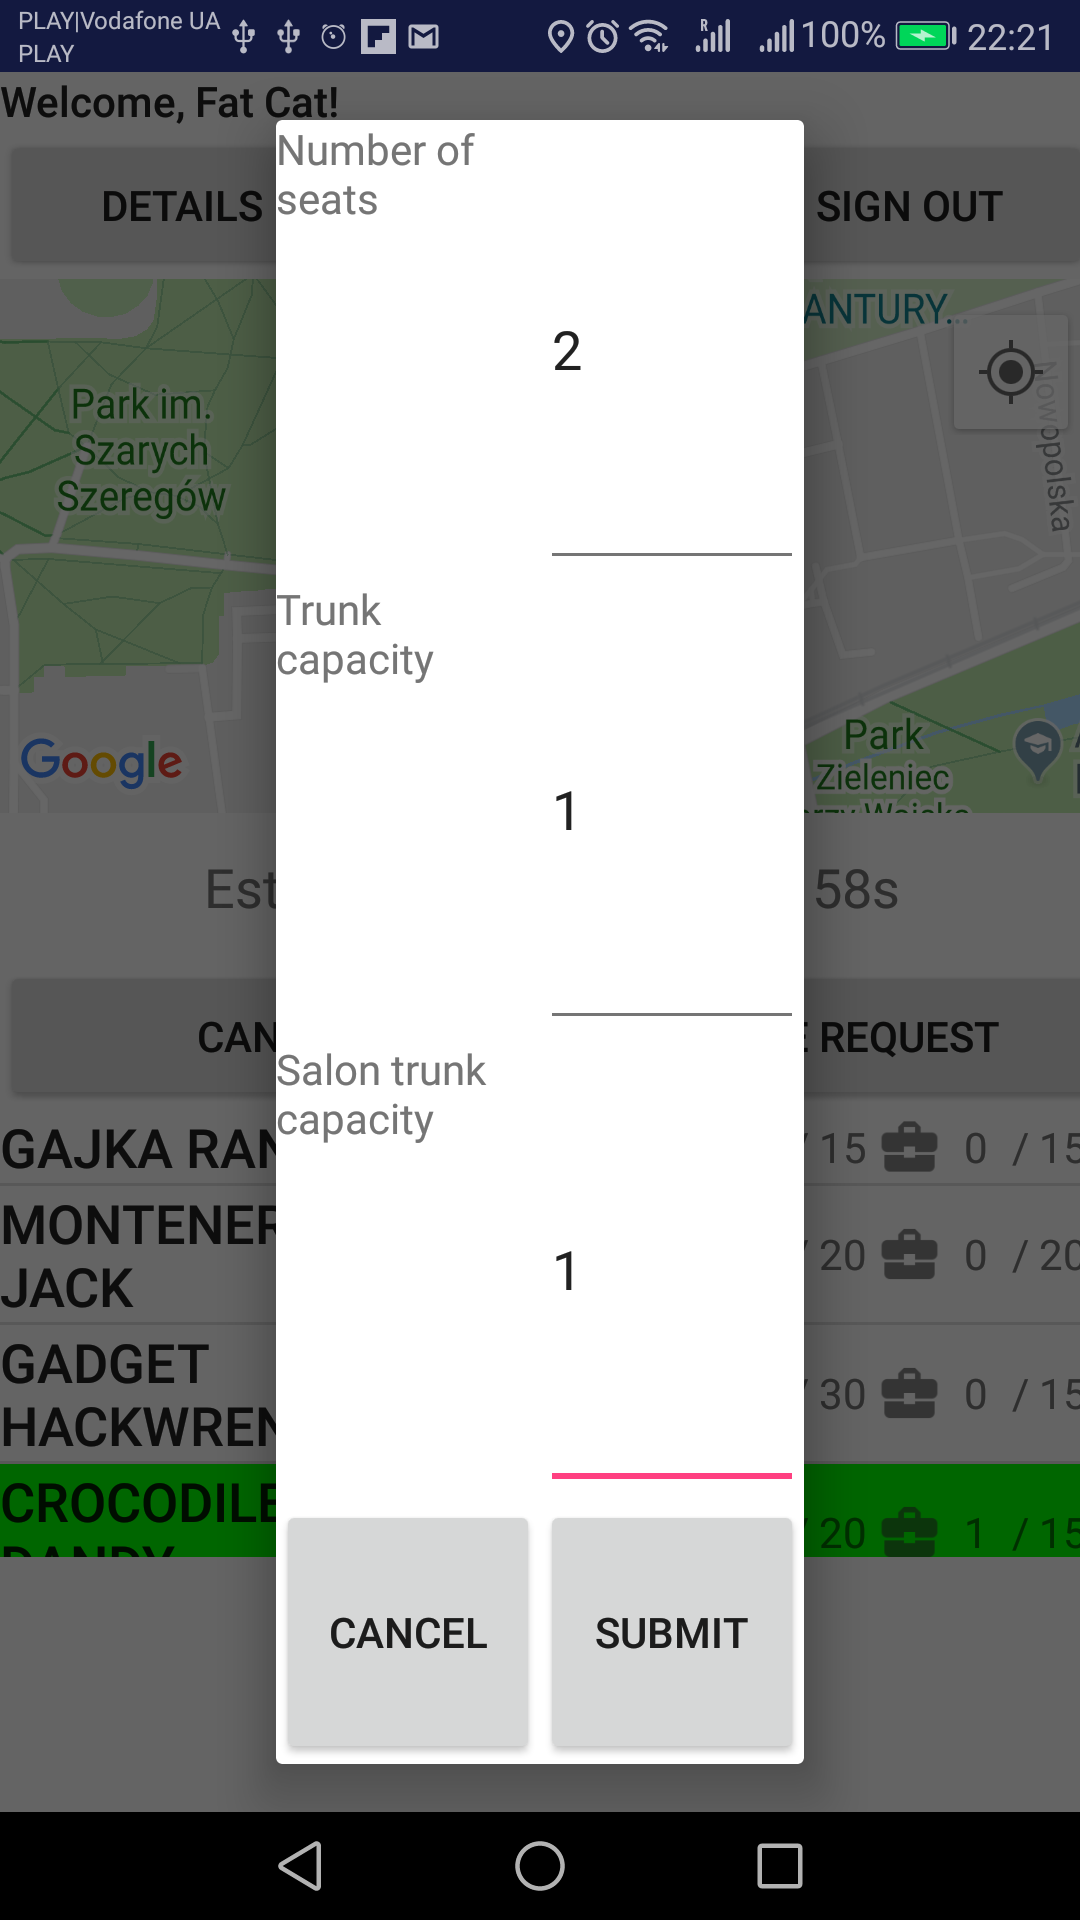 PLAY|Vodafone UA
PLAY
100% 22:21
Welcome, Fat Cat!
DETAILS
SIGN OUT
Number of
seats
2
Trunk
capacity
1
Salon trunk
capacity
1
CANCEL
SUBMIT
ANTURY...
Nowopolska
Park im.
Szarych
Szeregów
Google
Park
Zieleniec
Est
58s
CAN
REQUEST
GAJKA RAN
/ 15 0 / 15
MONTENER
JACK
/ 20 0 / 20
GADGET
HACKWREN
/ 30 0 / 15
CROCODILE
DANDY
/ 20 1 / 15